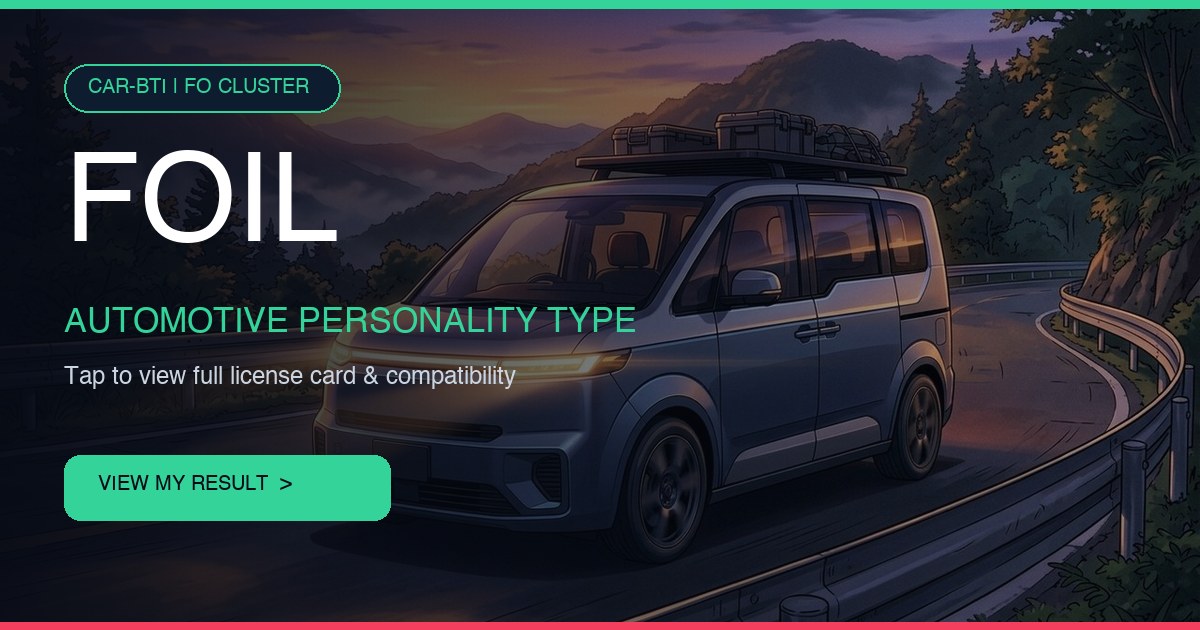 CAR-BTI | FO CLUSTER
FOIL
AUTOMOTIVE PERSONALITY TYPE
Tap to view full license card & compatibility
VIEW MY RESULT >